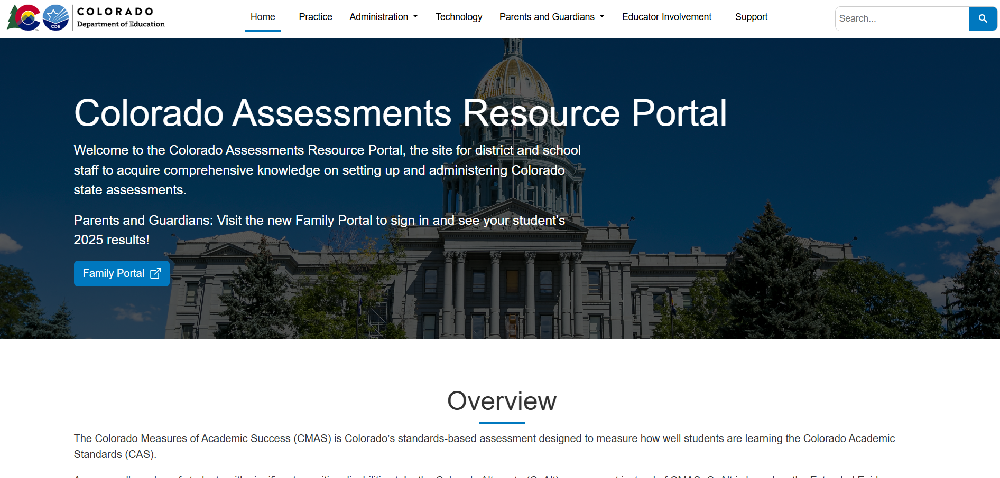 COLORADO
Department of Education
CDE
Home Practice Administration Technology Parents and Guardians Educator Involvement Support
Search...
Colorado Assessments Resource Portal
Welcome to the Colorado Assessments Resource Portal, the site for district and school
staff to acquire comprehensive knowledge on setting up and administering Colorado
state assessments.
Parents and Guardians: Visit the new Family Portal to sign in and see your student's
2025 results!
Family Portal
Overview
The Colorado Measures of Academic Success (CMAS) is Colorado’s standards-based assessment designed to measure how well students are learning the Colorado Academic
Standards (CAS).